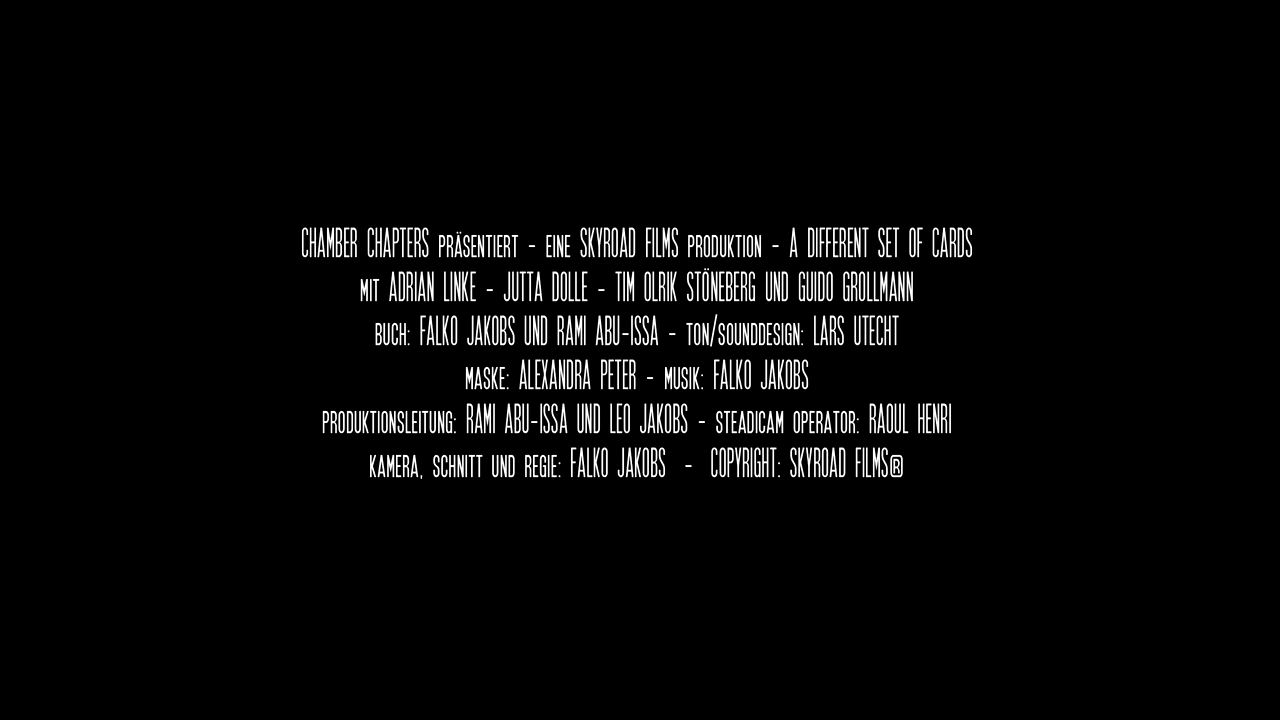 CHAMBER CHAPTERS PRÄSENTIERT - EINE SKYROAD FILMS PRODUKTION - A DIFFERENT SET OF CARDS
MIT ADRIAN LINKE - JUTTA DOLLE - TIM OLRIK STÖNEBERG UND GUIDO GROLLMANN
BUCH: FALKO JAKOBS UND RAMI ABU-ISSA - TON/SOUNDDESIGN: LARS UTECHT
MASKE: ALEXANDRA PETER - MUSIK: FALKO JAKOBS
PRODUKTIONSLEITUNG: RAMI ABU-ISSA UND LEO JAKOBS - STEADICAM OPERATOR: RAOUL HENRI
KAMERA, SCHNITT UND REGIE: FALKO JAKOBS - COPYRIGHT: SKYROAD FILMS®